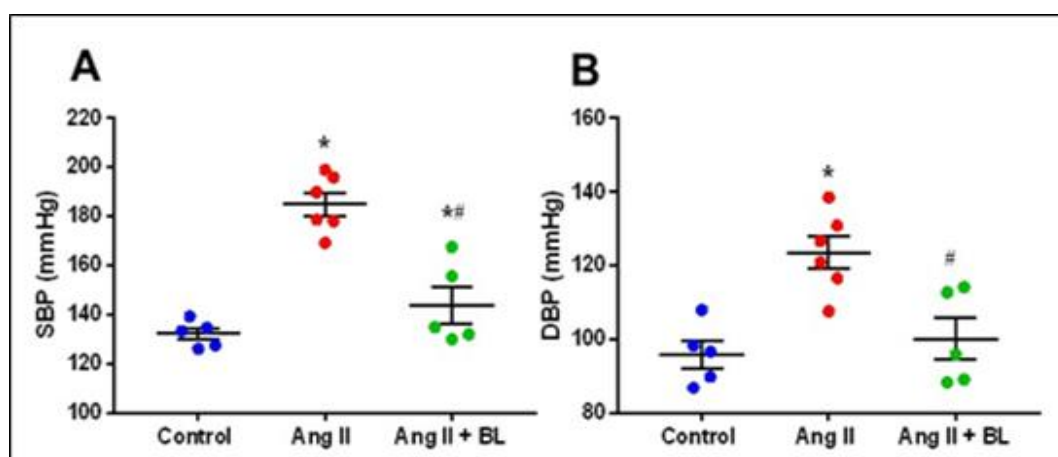 A
SBP (mmHg)
220
200
180
160
140
120
100
*
*#
Control
Ang II
Ang II + BL
B
DBP (mmHg)
160
140
120
100
80
*
#
Control
Ang II
Ang II + BL